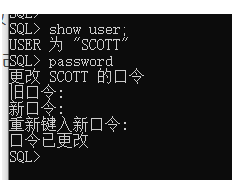 SQL>
SQL> show user;
USER 为 "SCOTT"
SQL> password
更改 SCOTT 的口令
旧口令:
新口令:
重新键入新口令:
口令已更改
SQL>